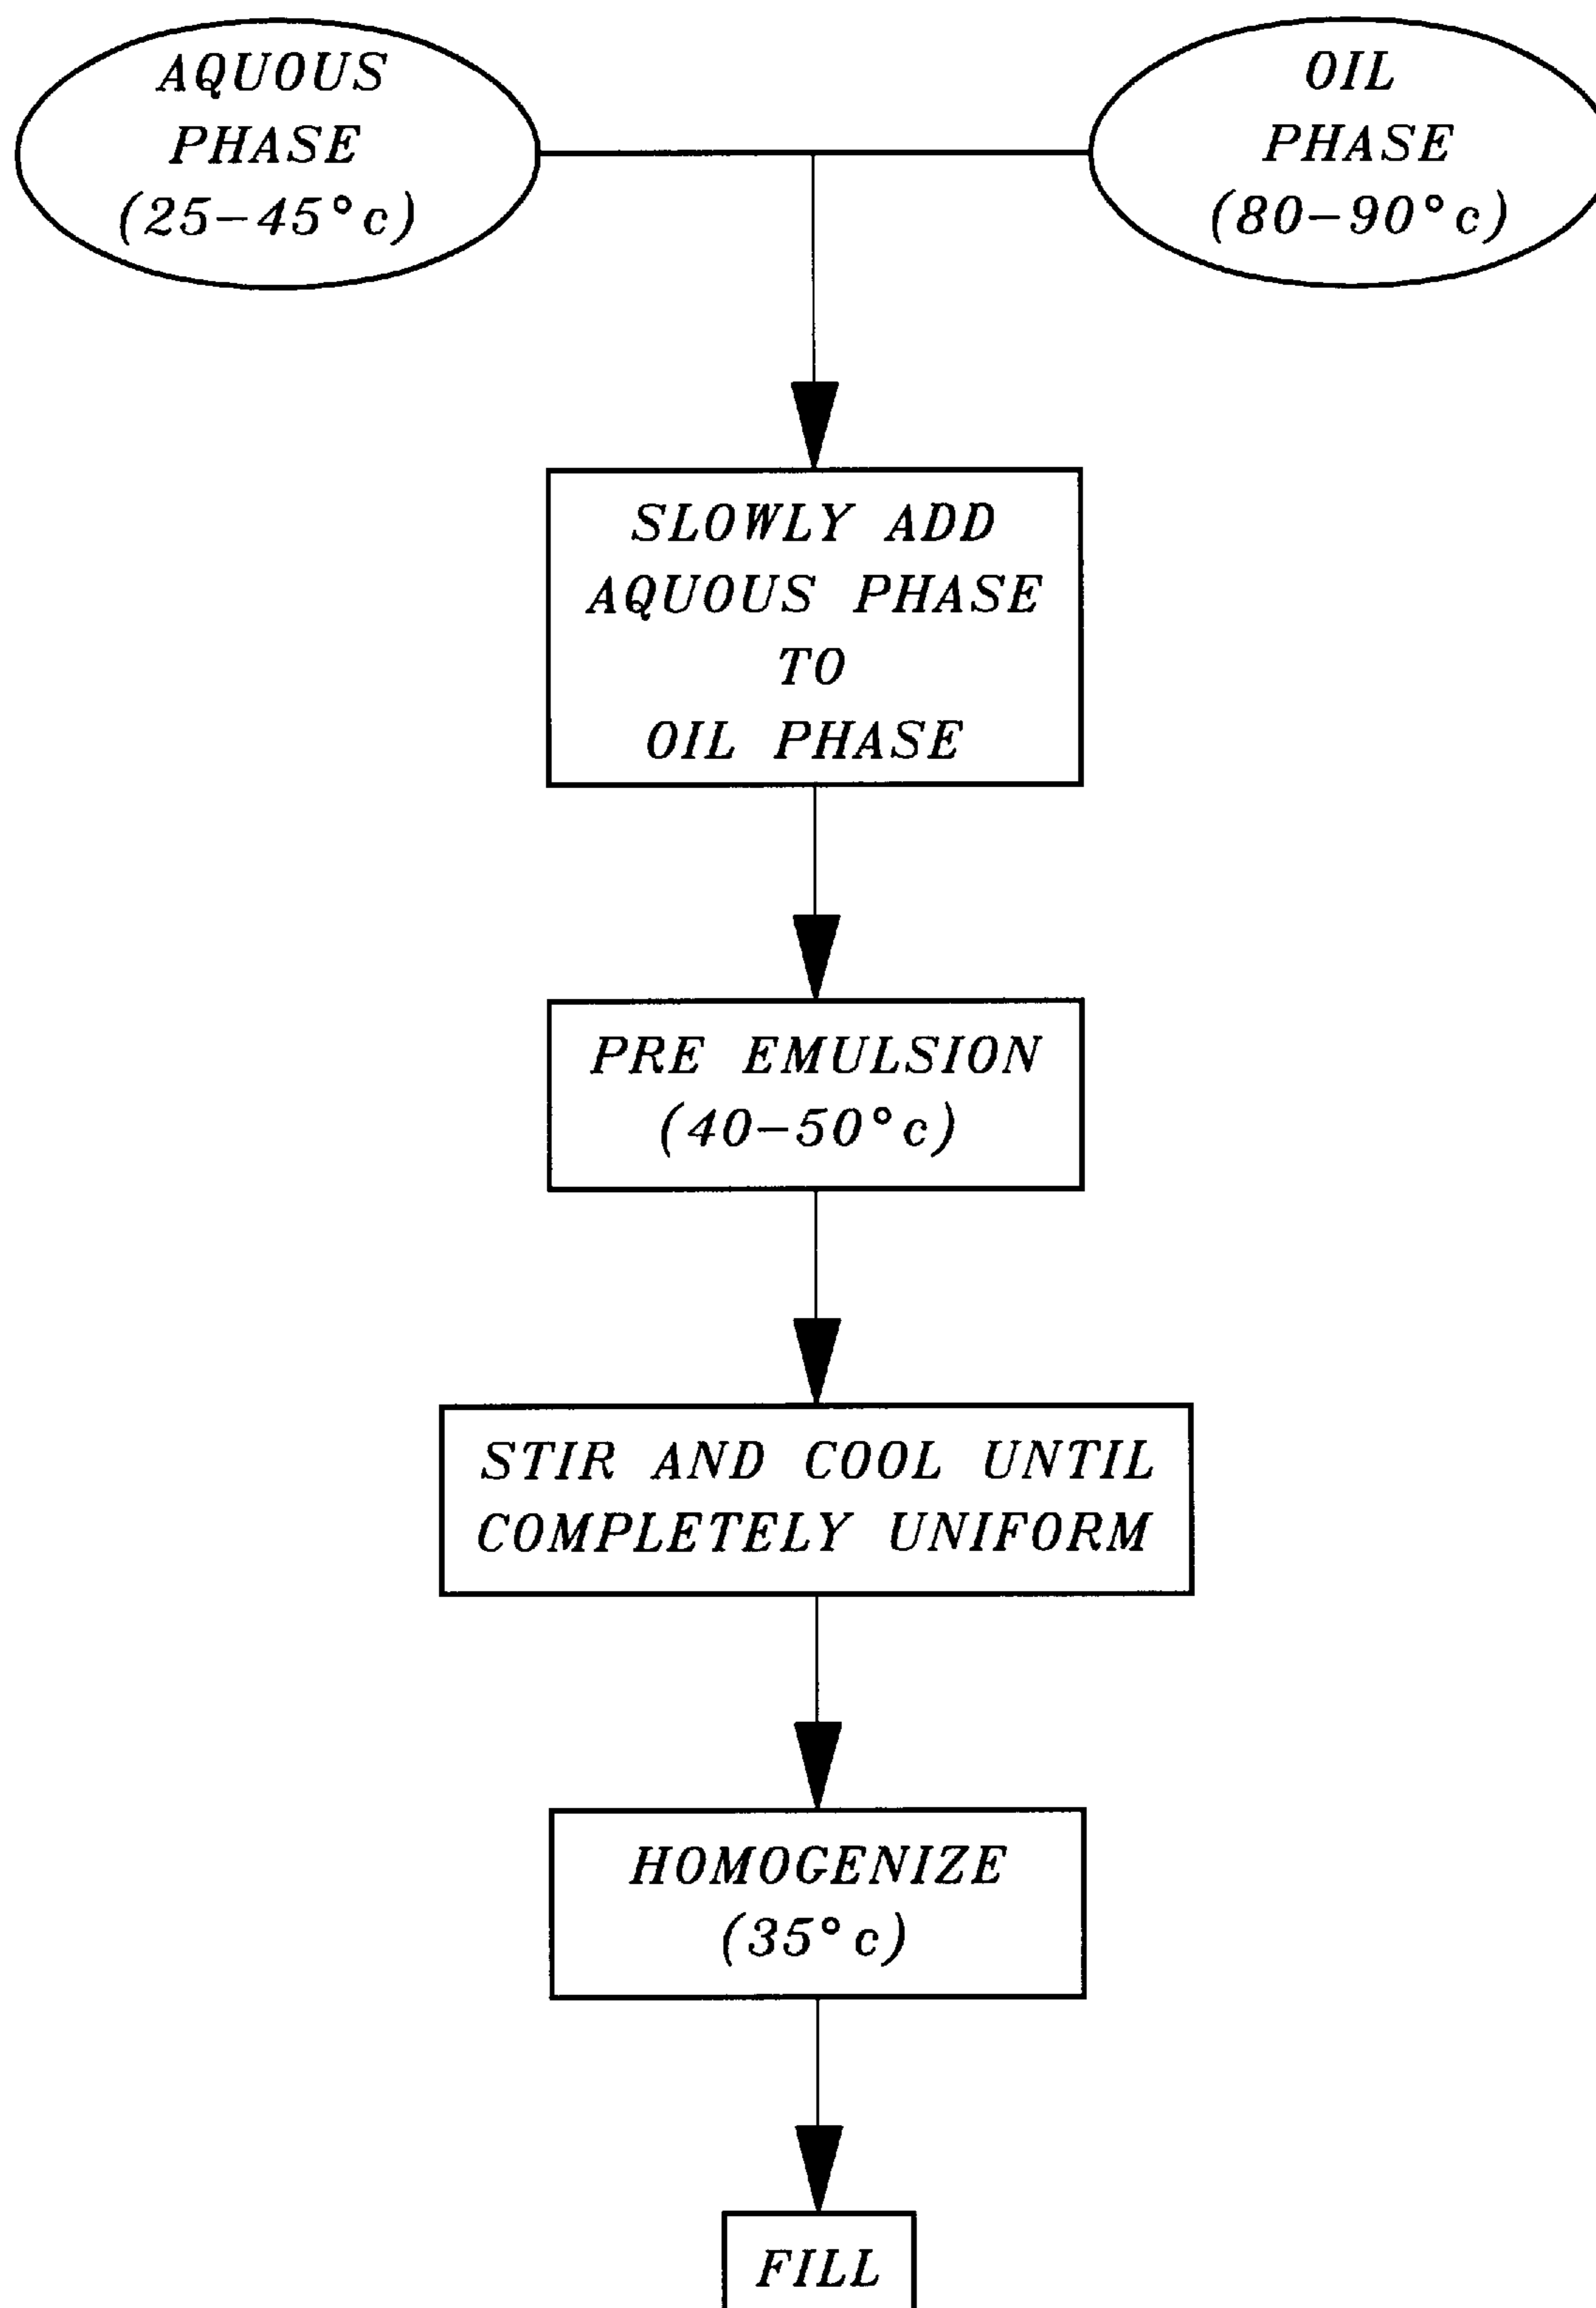 AQUOUS
PHASE
(25-45°c)
OIL
PHASE
(80-90°c)
SLOWLY ADD
AQUOUS PHASE
TO
OIL PHASE
PRE EMULSION
(40-50°c)
STIR AND COOL UNTIL
COMPLETELY UNIFORM
HOMOGENIZE
(35°c)
FILL